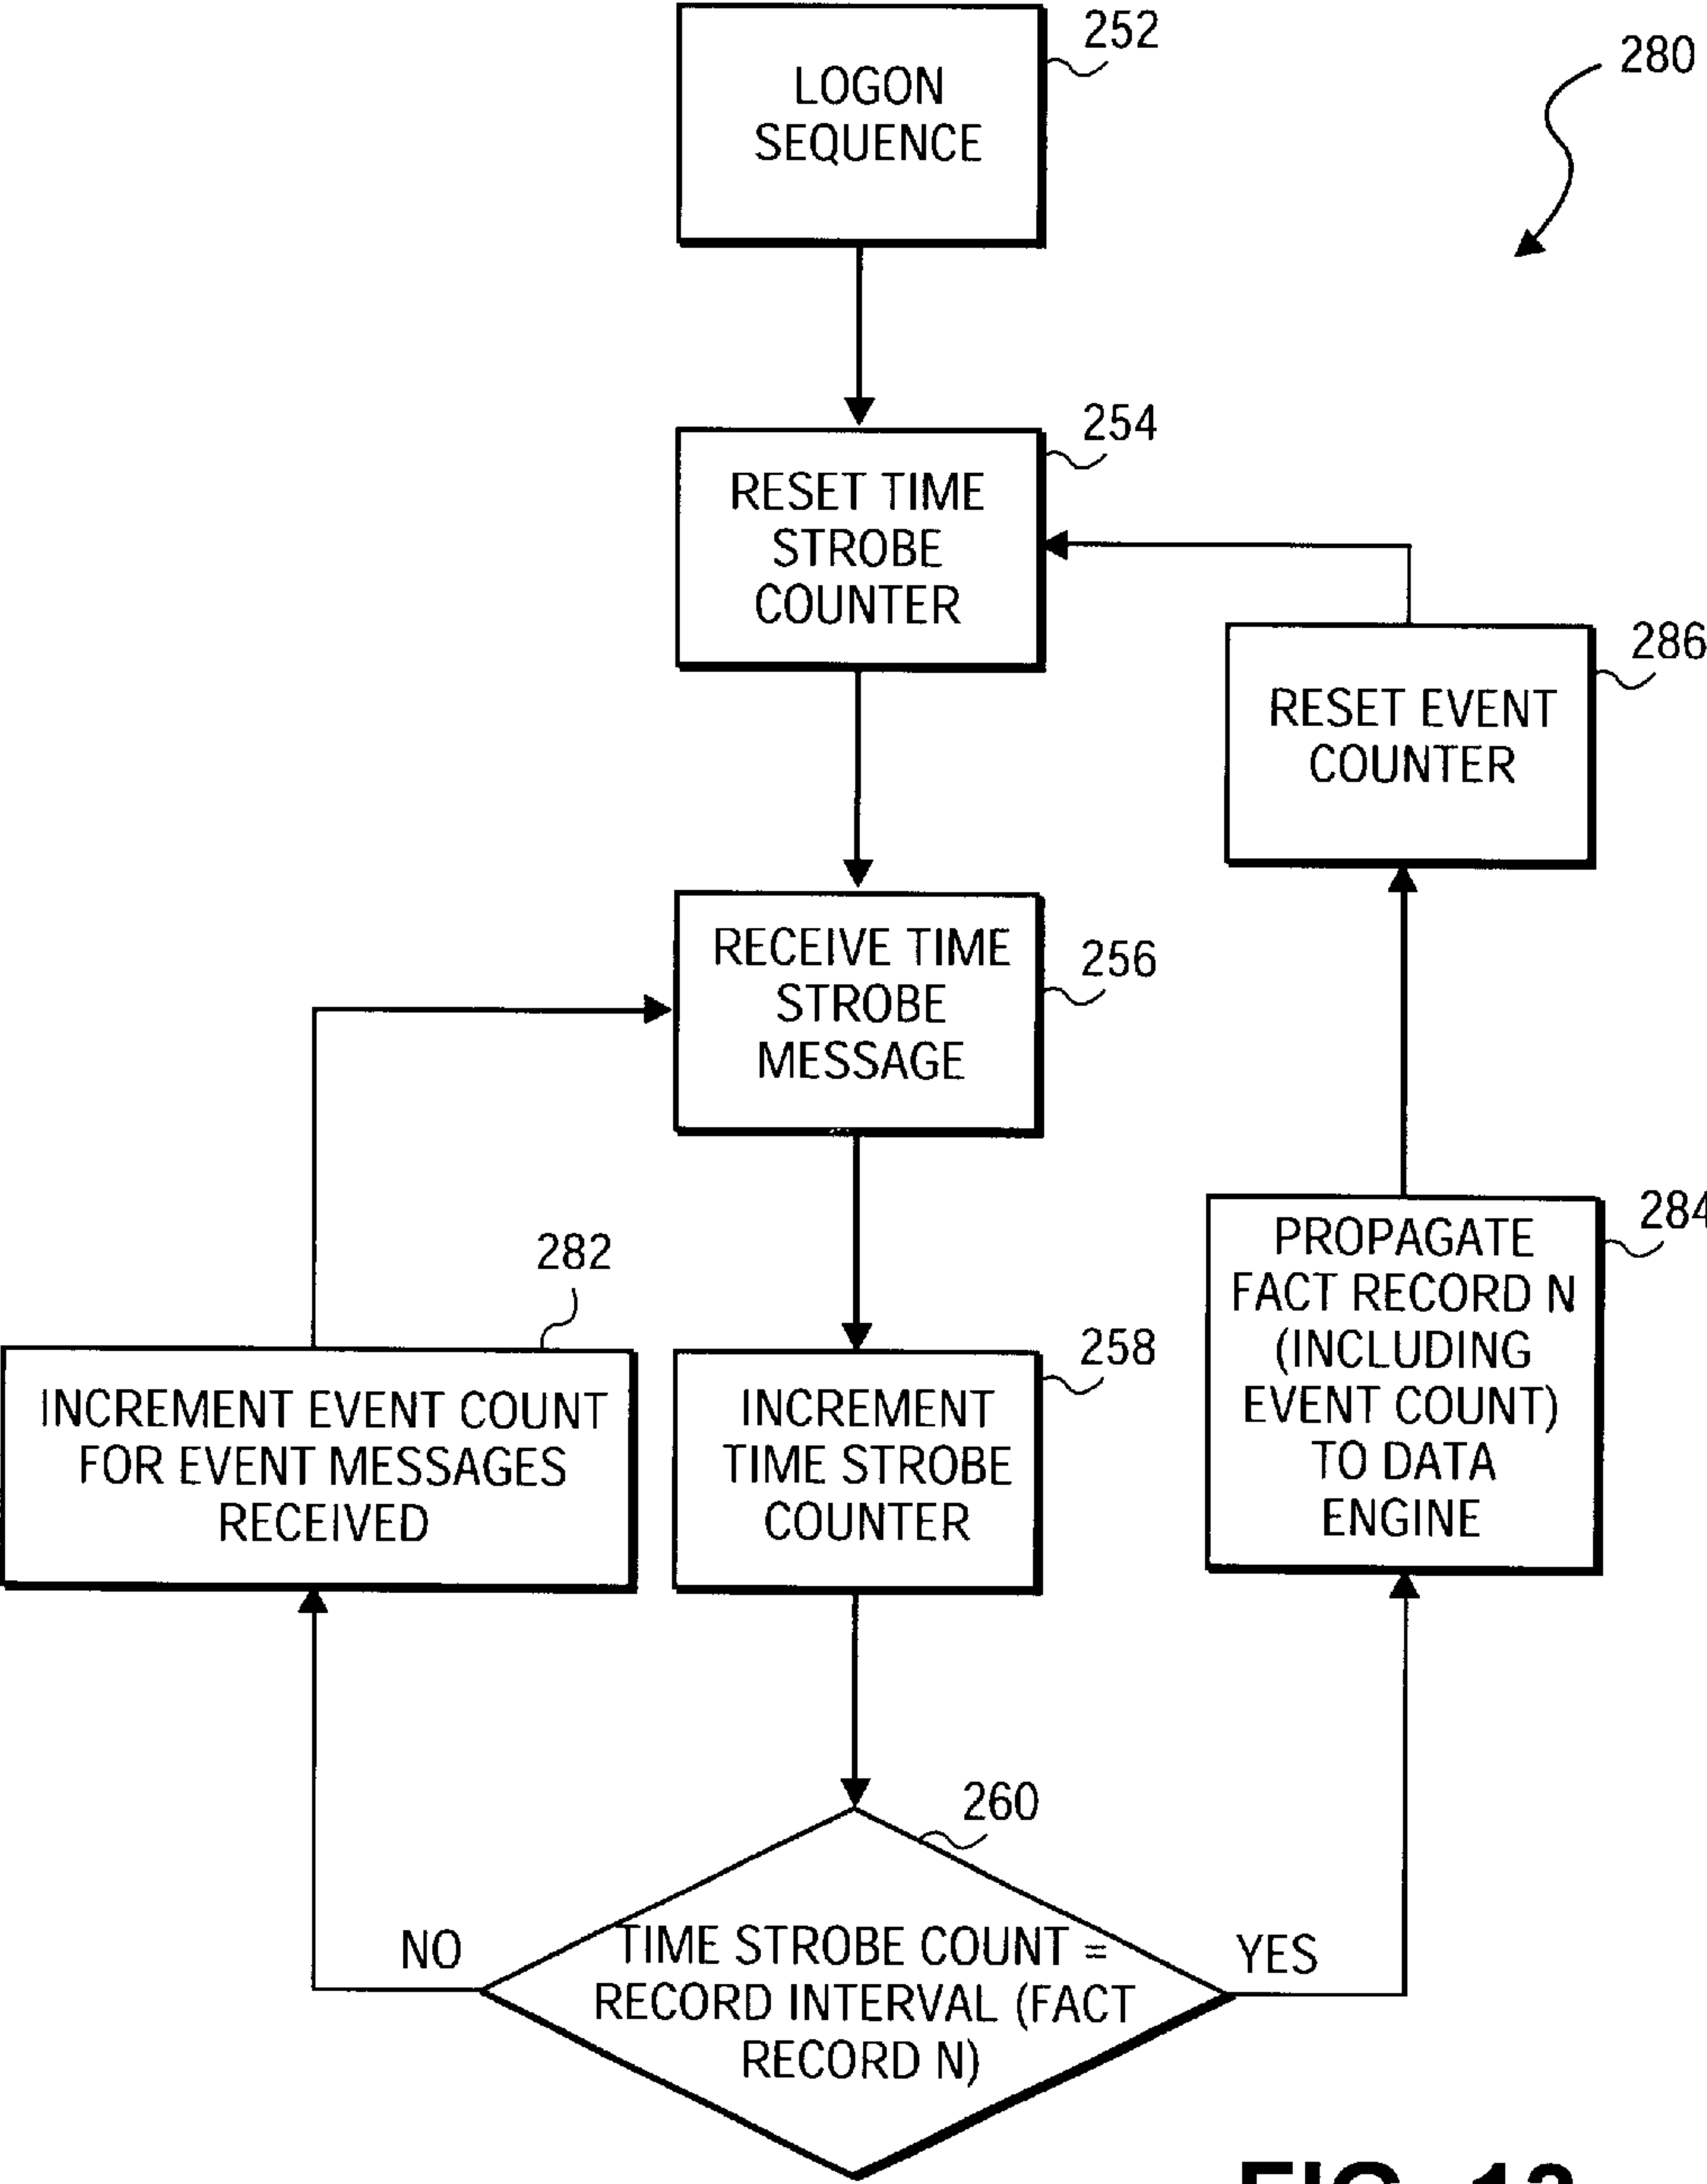 252
280
LOGON
SEQUENCE
254
RESET TIME
STROBE
COUNTER
286
RESET EVENT
COUNTER
256
RECEIVE TIME
STROBE
MESSAGE
284
PROPAGATE
FACT RECORD N
(INCLUDING
EVENT COUNT)
TO DATA
ENGINE
282
INCREMENT EVENT COUNT
FOR EVENT MESSAGES
RECEIVED
258
INCREMENT
TIME STROBE
COUNTER
260
NO
TIME STROBE COUNT =
RECORD INTERVAL (FACT
RECORD N)
YES